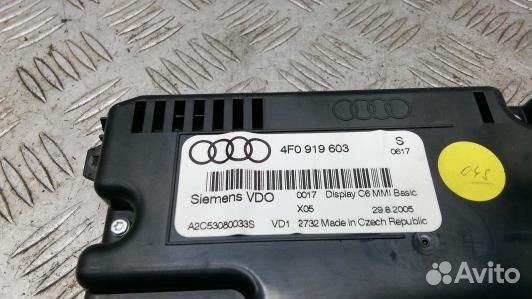 4F0 919 603
S
0617
Siemens VDO
0017 Display C6 MMI Basic
X05
29.8.2005
A2C53080033S
VD1 2732 Made in Czech Republic
045
Avito